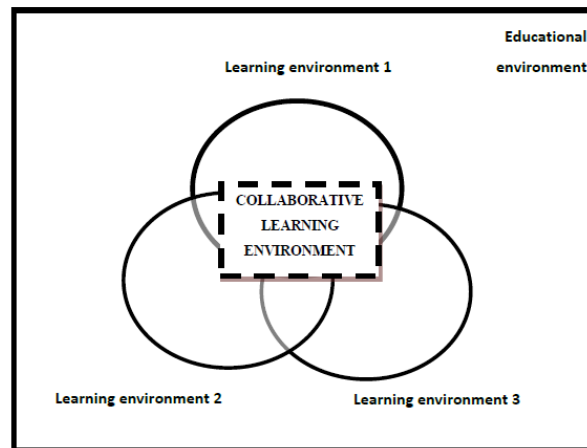 Educational
environment
Learning environment 1
COLLABORATIVE
LEARNING
ENVIRONMENT
Learning environment 2
Learning environment 3